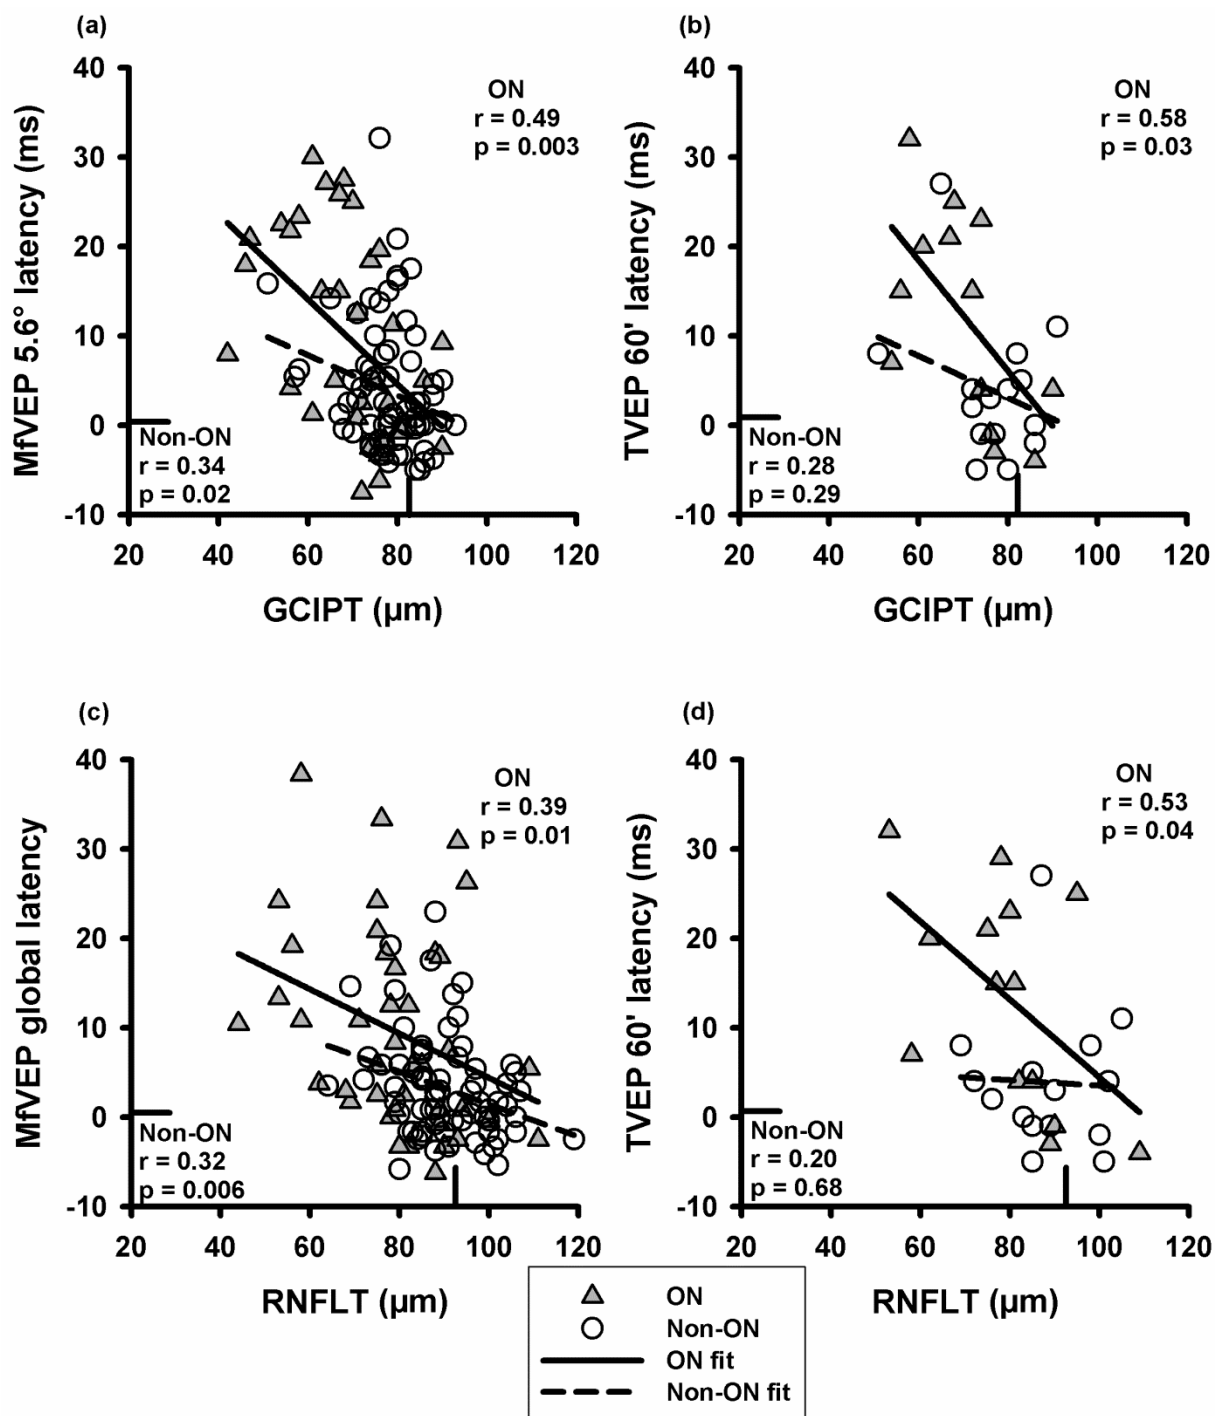 (a)
MfVEP 5.6° latency (ms)
40
30
20
10
0
-10
ON
r = 0.49
p = 0.003
Non-ON
r = 0.34
p = 0.02
20 40 60 80 100 120
GCIPT (µm)
(b)
TVEP 60' latency (ms)
40
30
20
10
0
-10
ON
r = 0.58
p = 0.03
Non-ON
r = 0.28
p = 0.29
20 40 60 80 100 120
GCIPT (µm)
(c)
MfVEP global latency
40
30
20
10
0
-10
ON
r = 0.39
p = 0.01
Non-ON
r = 0.32
p = 0.006
20 40 60 80 100 120
RNFLT (µm)
(d)
TVEP 60' latency (ms)
40
30
20
10
0
-10
ON
r = 0.53
p = 0.04
Non-ON
r = 0.20
p = 0.68
20 40 60 80 100 120
RNFLT (µm)
ON
Non-ON
ON fit
Non-ON fit